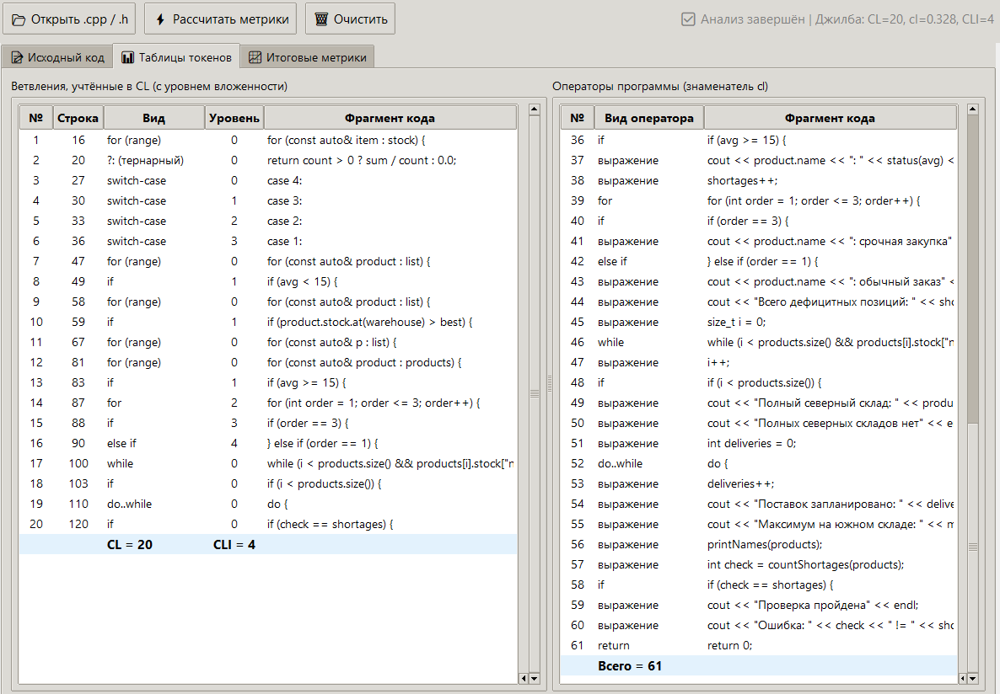 Открыть .cpp / .h Рассчитать метрики Очистить Анализ завершён | Джилба: CL=20, cl=0.328, CLI=4
Исходный код Таблицы токенов Итоговые метрики
Ветвления, учтённые в CL (с уровнем вложенности)
№ Строка Вид Уровень Фрагмент кода
1 16 for (range) 0 for (const auto& item : stock) {
2 20 ?: (тернарный) 0 return count > 0 ? sum / count : 0.0;
3 27 switch-case 0 case 4:
4 30 switch-case 1 case 3:
5 33 switch-case 2 case 2:
6 36 switch-case 3 case 1:
7 47 for (range) 0 for (const auto& product : list) {
8 49 if 1 if (avg < 15) {
9 58 for (range) 0 for (const auto& product : list) {
10 59 if 1 if (product.stock.at(warehouse) > best) {
11 67 for (range) 0 for (const auto& p : list) {
12 81 for (range) 0 for (const auto& product : products) {
13 83 if 1 if (avg >= 15) {
14 87 for 2 for (int order = 1; order <= 3; order++) {
15 88 if 3 if (order == 3) {
16 90 else if 4 } else if (order == 1) {
17 100 while 0 while (i < products.size() && products[i].stock["n
18 103 if 0 if (i < products.size()) {
19 110 do..while 0 do {
20 120 if 0 if (check == shortages) {
CL = 20 CLI = 4
Операторы программы (знаменатель cl)
№ Вид оператора Фрагмент кода
36 if if (avg >= 15) {
37 выражение cout << product.name << ": " << status(avg) <
38 выражение shortages++;
39 for for (int order = 1; order <= 3; order++) {
40 if if (order == 3) {
41 выражение cout << product.name << ": срочная закупка"
42 else if } else if (order == 1) {
43 выражение cout << product.name << ": обычный заказ" <
44 выражение cout << "Всего дефицитных позиций: " << sho
45 выражение size_t i = 0;
46 while while (i < products.size() && products[i].stock["n
47 выражение i++;
48 if if (i < products.size()) {
49 выражение cout << "Полный северный склад: " << produ
50 выражение cout << "Полных северных складов нет" << e
51 выражение int deliveries = 0;
52 do..while do {
53 выражение deliveries++;
54 выражение cout << "Поставок запланировано: " << delive
55 выражение cout << "Максимум на южном складе: " << m
56 выражение printNames(products);
57 выражение int check = countShortages(products);
58 if if (check == shortages) {
59 выражение cout << "Проверка пройдена" << endl;
60 выражение cout << "Ошибка: " << check << " != " << sho
61 return return 0;
Всего = 61